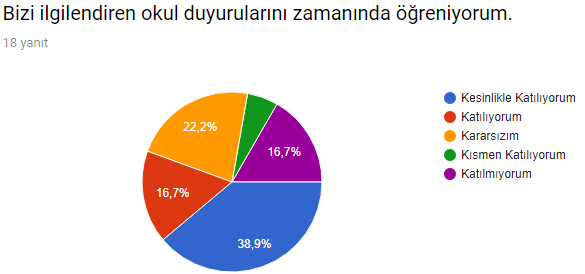 Bizi ilgilendiren okul duyurularını zamanında öğreniyorum.
18 yanıt
Kesinlikle Katılıyorum
Katılıyorum
Kararsızım
Kısmen Katılıyorum
Katılmıyorum
22,2%
16,7%
16,7%
38,9%